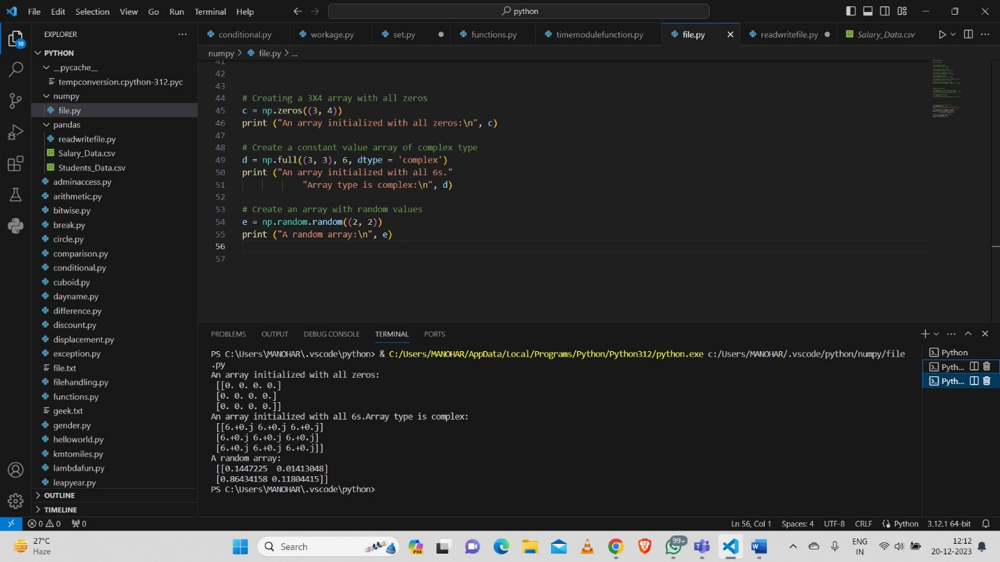 File Edit Selection View Go Run Terminal Help
python
EXPLORER
PYTHON
__pycache__
tempconversion.cpython-312.pyc
numpy
file.py
pandas
readwritefile.py
Salary_Data.csv
Students_Data.csv
adminaccess.py
arithmetic.py
bitwise.py
break.py
circle.py
comparison.py
conditional.py
cuboid.py
dayname.py
difference.py
discount.py
displacement.py
exception.py
file.txt
filehandling.py
functions.py
geek.txt
gender.py
helloworld.py
kmtomiles.py
lambdafun.py
leapyear.py
OUTLINE
TIMELINE
10
conditional.py workage.py set.py functions.py timemodulefunction.py file.py readwritefile.py Salary_Data.csv
numpy > file.py > ...
41
42
43
44 # Creating a 3X4 array with all zeros
45 c = np.zeros((3, 4))
46 print ("An array initialized with all zeros:\n", c)
47
48 # Create a constant value array of complex type
49 d = np.full((3, 3), 6, dtype = 'complex')
50 print ("An array initialized with all 6s."
51 "Array type is complex:\n", d)
52
53 # Create an array with random values
54 e = np.random.random((2, 2))
55 print ("A random array:\n", e)
56
57
PROBLEMS OUTPUT DEBUG CONSOLE TERMINAL PORTS
PS C:\Users\MANOHAR\.vscode\python> & C:/Users/MANOHAR/AppData/Local/Programs/Python/Python312/python.exe c:/Users/MANOHAR/.vscode/python/numpy/file
.py
An array initialized with all zeros:
[[0. 0. 0. 0.]
[0. 0. 0. 0.]
[0. 0. 0. 0.]]
An array initialized with all 6s.Array type is complex:
[[6.+0.j 6.+0.j 6.+0.j]
[6.+0.j 6.+0.j 6.+0.j]
[6.+0.j 6.+0.j 6.+0.j]]
A random array:
[[0.1447225 0.01413048]
[0.86434158 0.11804415]]
PS C:\Users\MANOHAR\.vscode\python>
Python
Pyth...
Pyth...
0 0 0 Ln 56, Col 1 Spaces: 4 UTF-8 CRLF Python 3.12.1 64-bit
27°C
Haze
Search
PRE
99+
ENG
IN
12:12
20-12-2023